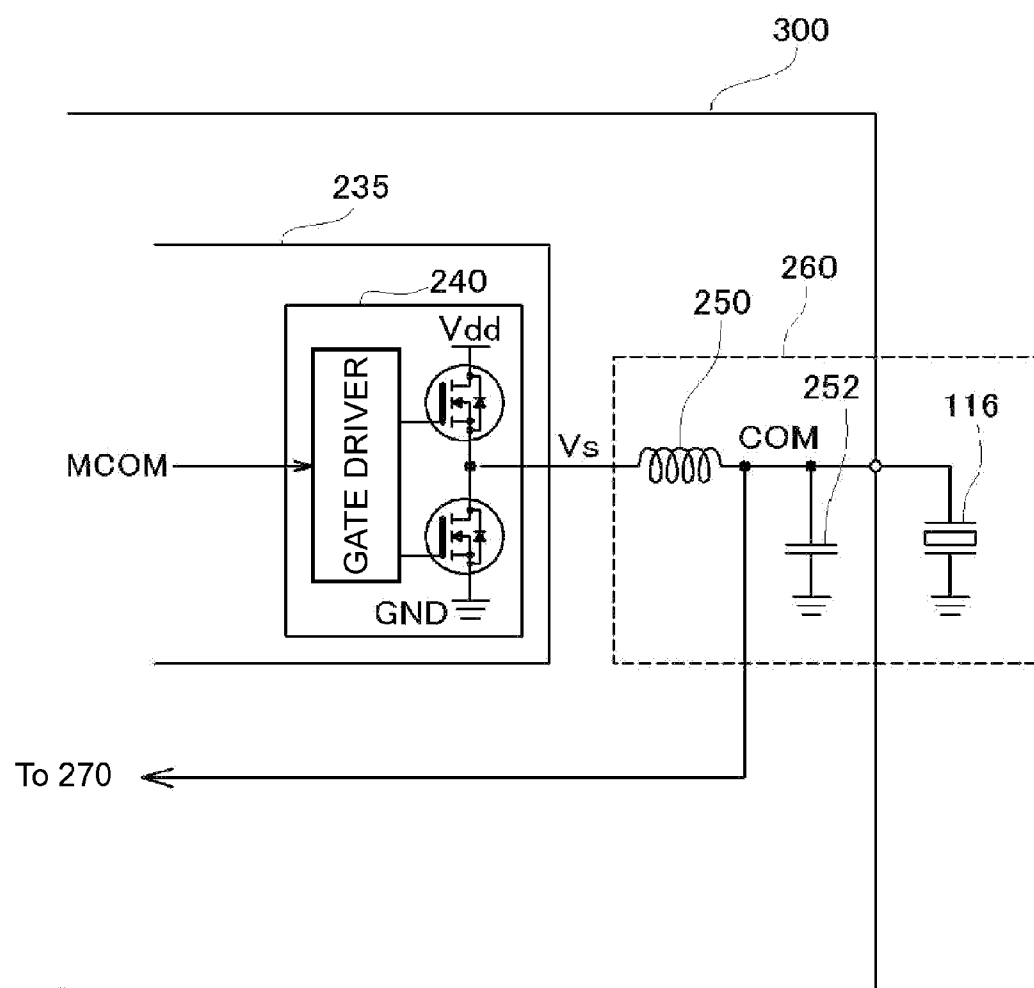 300
235
260
240
250
Vdd
252
116
GATE DRIVER
Vs
COM
MCOM
GND
To 270